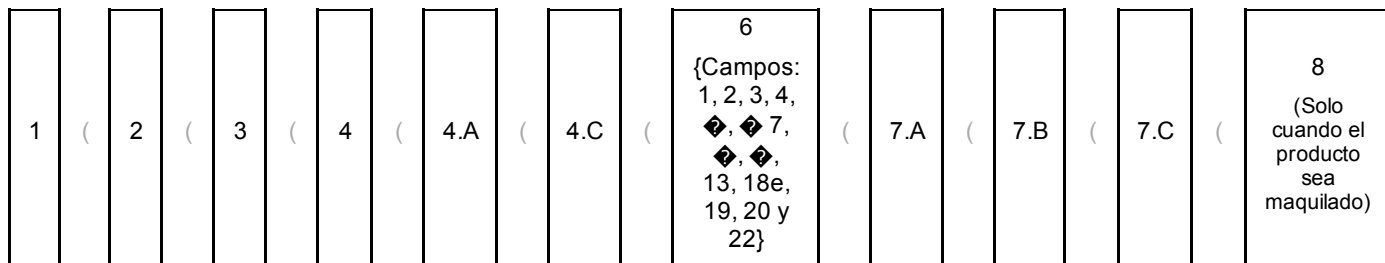 1 ( 2 ( 3 ( 4 ( 4.A ( 4.C (
6
{Campos:
1, 2, 3, 4,
�, � 7,
�, �,
13, 18e,
19, 20 y
22}
( 7.A ( 7.B ( 7.C (
8
(Solo
cuando el
producto
sea
maquilado)